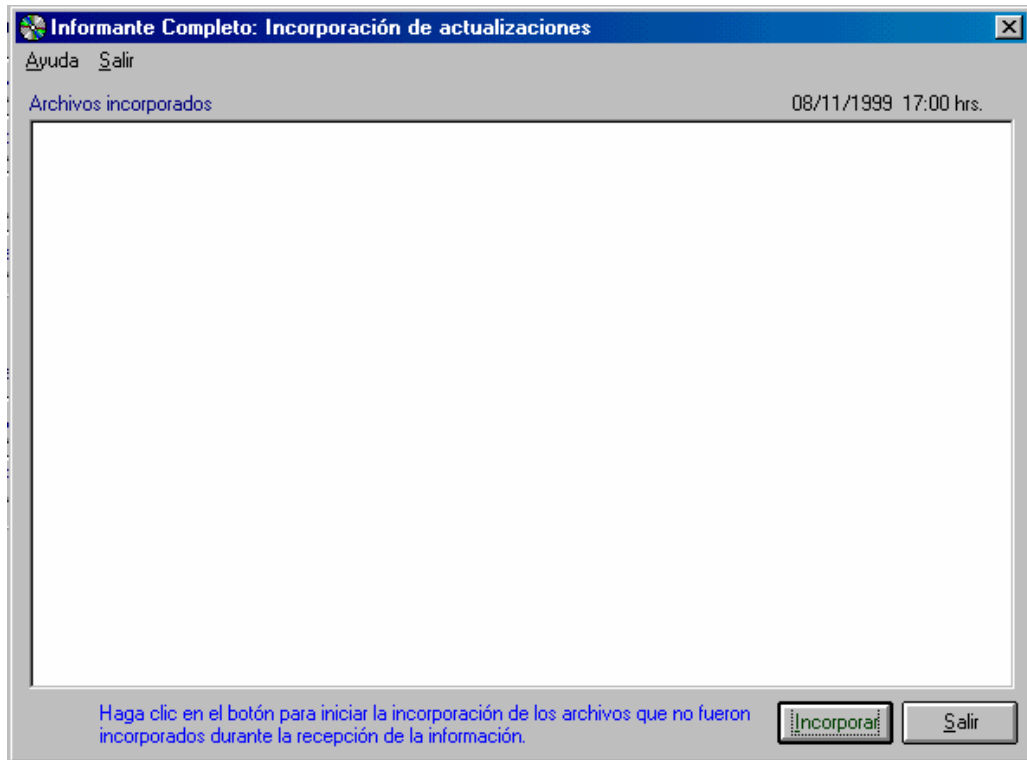 Informante Completo: Incorporación de actualizaciones
Ayuda Salir
Archivos incorporados 08/11/1999 17:00 hrs.
Haga clic en el botón para iniciar la incorporación de los archivos que no fueron
incorporados durante la recepción de la información.
Incorporar Salir